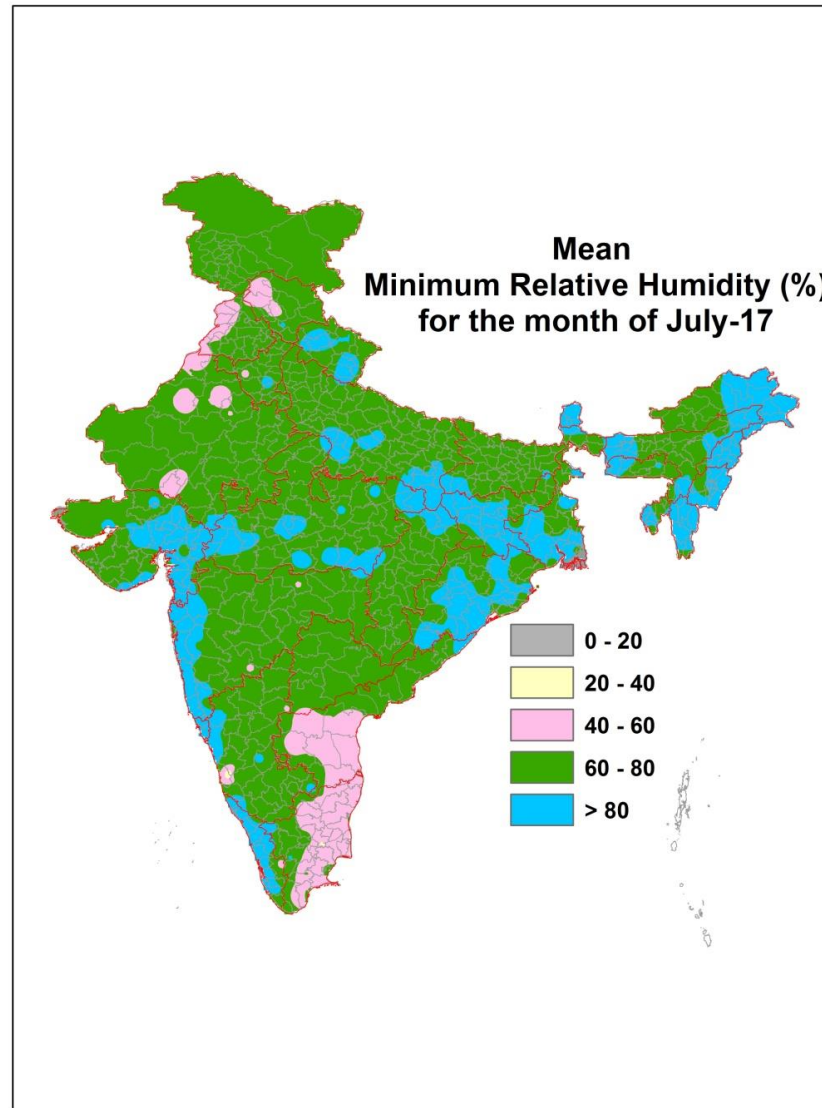 Mean
Minimum Relative Humidity (%)
for the month of July-17
0 - 20
20 - 40
40 - 60
60 - 80
> 80